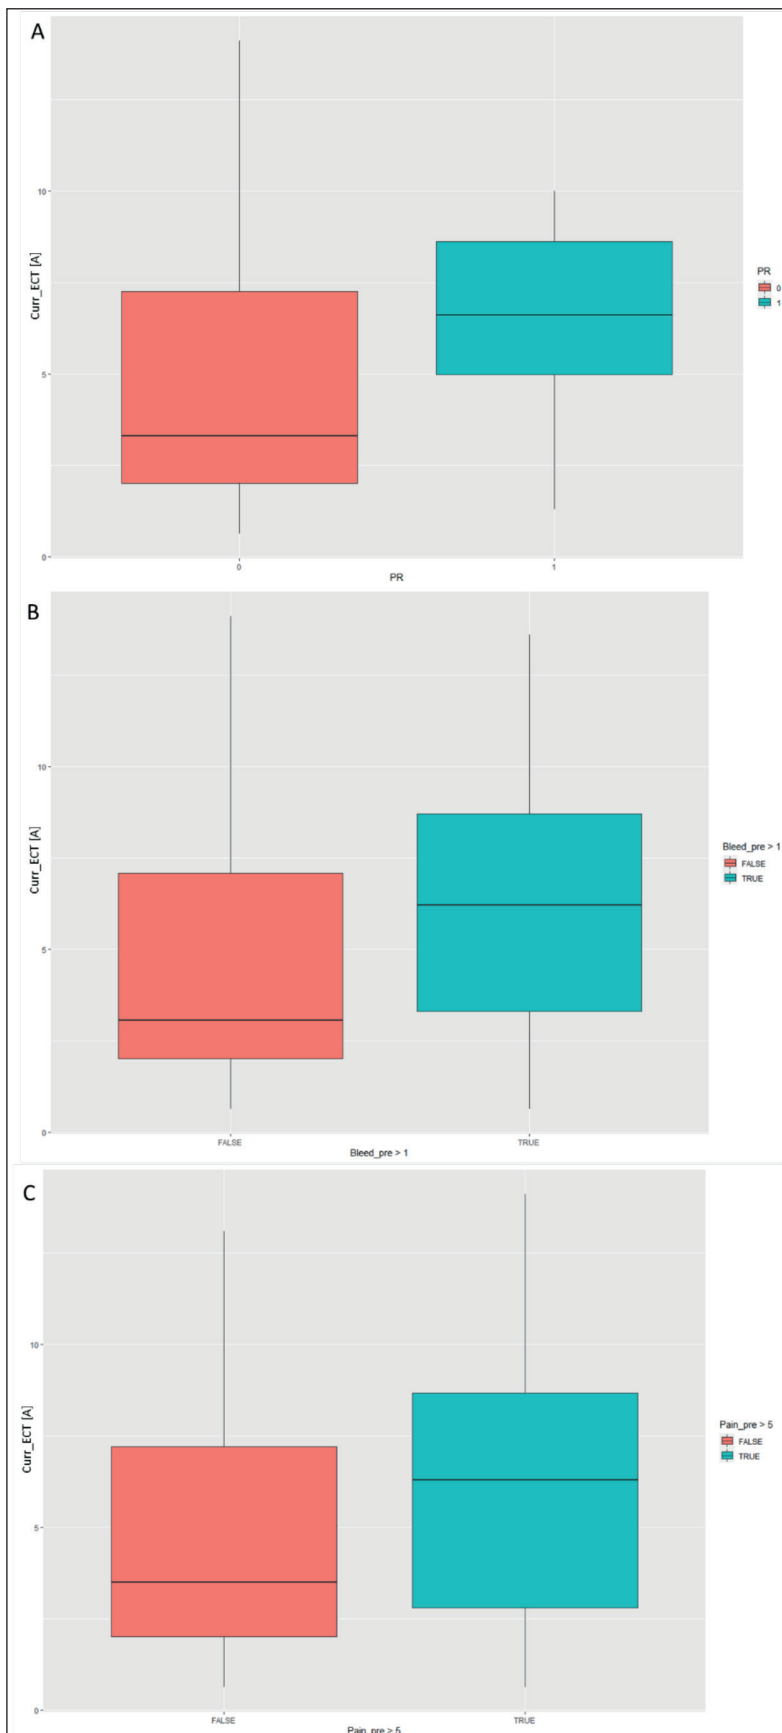 A
Curr_ECT [A]
10
5
0
0
1
PR
PR
0
1
B
Curr_ECT [A]
10
5
0
FALSE
TRUE
Bleed_pre > 1
Bleed_pre > 1
FALSE
TRUE
C
Curr_ECT [A]
10
5
0
FALSE
TRUE
Pain_pre > 5
Pain_pre > 5
FALSE
TRUE